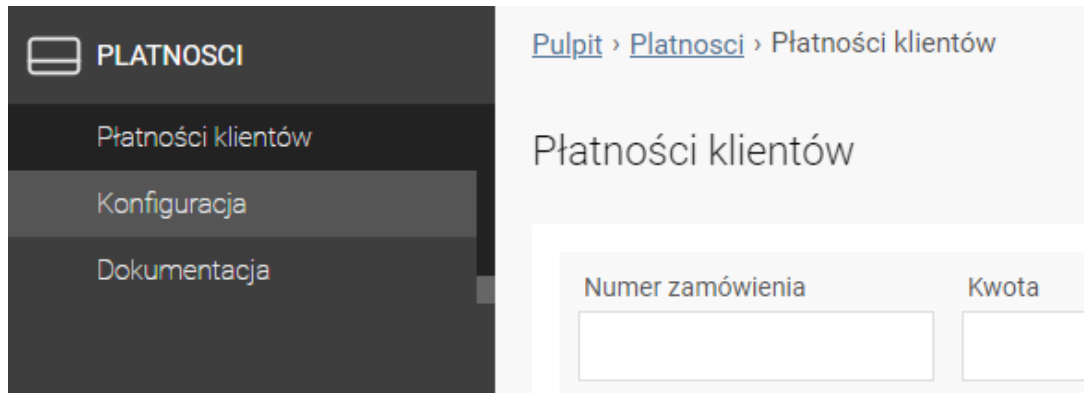 PLATNOSCI
Płatności klientów
Konfiguracja
Dokumentacja
Pulpit › Platnosci › Płatności klientów
Płatności klientów
Numer zamówienia
Kwota